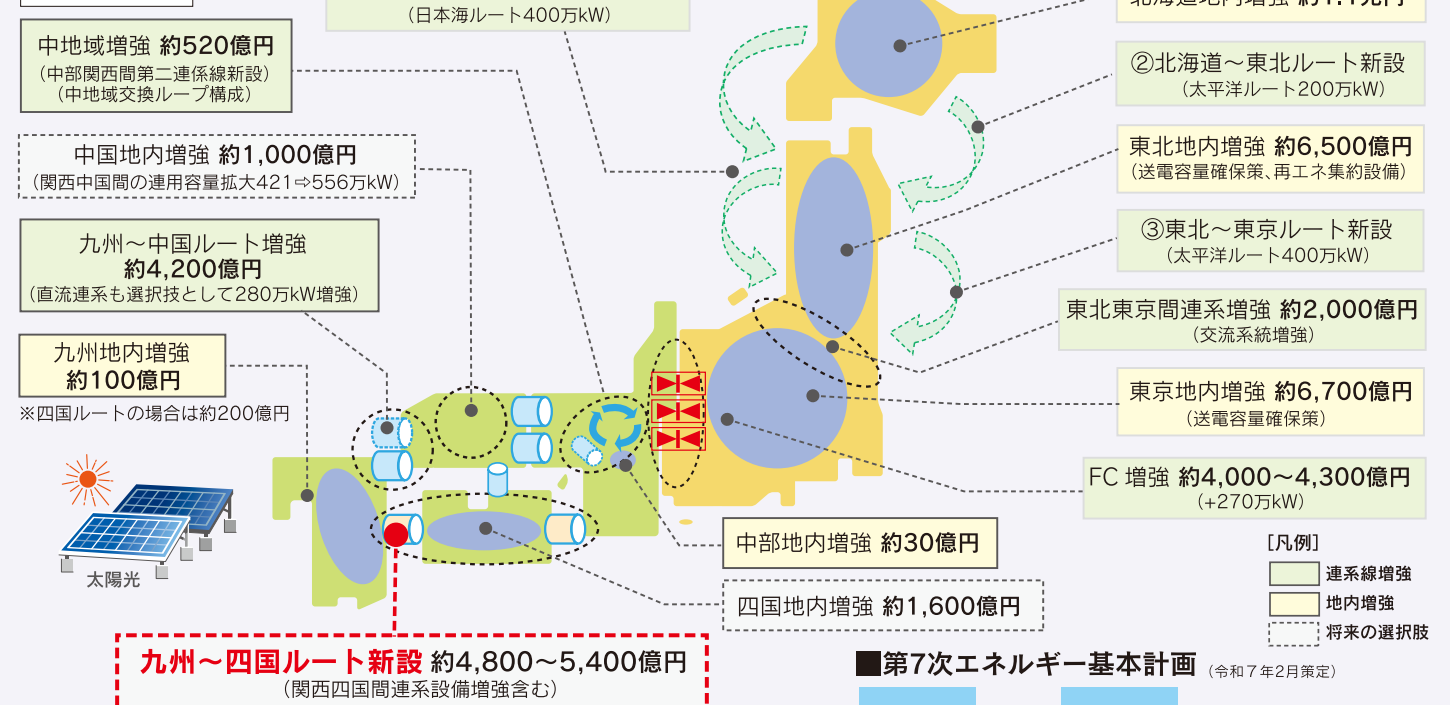 (日本海ルート400万kW)
中地域増強 約520億円
(中部関西間第二連係線新設)
(中地域交換ループ構成)
中国地内増強 約1,000億円
(関西中国間の運用容量拡大421⇨556万kW)
九州〜中国ルート増強
約4,200億円
(直流連系も選択技として280万kW増強)
九州地内増強
約100億円
※四国ルートの場合は約200億円
太陽光
九州〜四国ルート新設 約4,800〜5,400億円
(関西四国間連系設備増強含む)
②北海道〜東北ルート新設
(太平洋ルート200万kW)
東北地内増強 約6,500億円
(送電容量確保策、再エネ集約設備)
③東北〜東京ルート新設
(太平洋ルート400万kW)
東北東京間連系増強 約2,000億円
(交流系統増強)
東京地内増強 約6,700億円
(送電容量確保策)
FC 増強 約4,000〜4,300億円
(+270万kW)
中部地内増強 約30億円
四国地内増強 約1,600億円
[凡例]
連系線増強
地内増強
将来の選択肢
■第7次エネルギー基本計画 (令和7年2月策定)